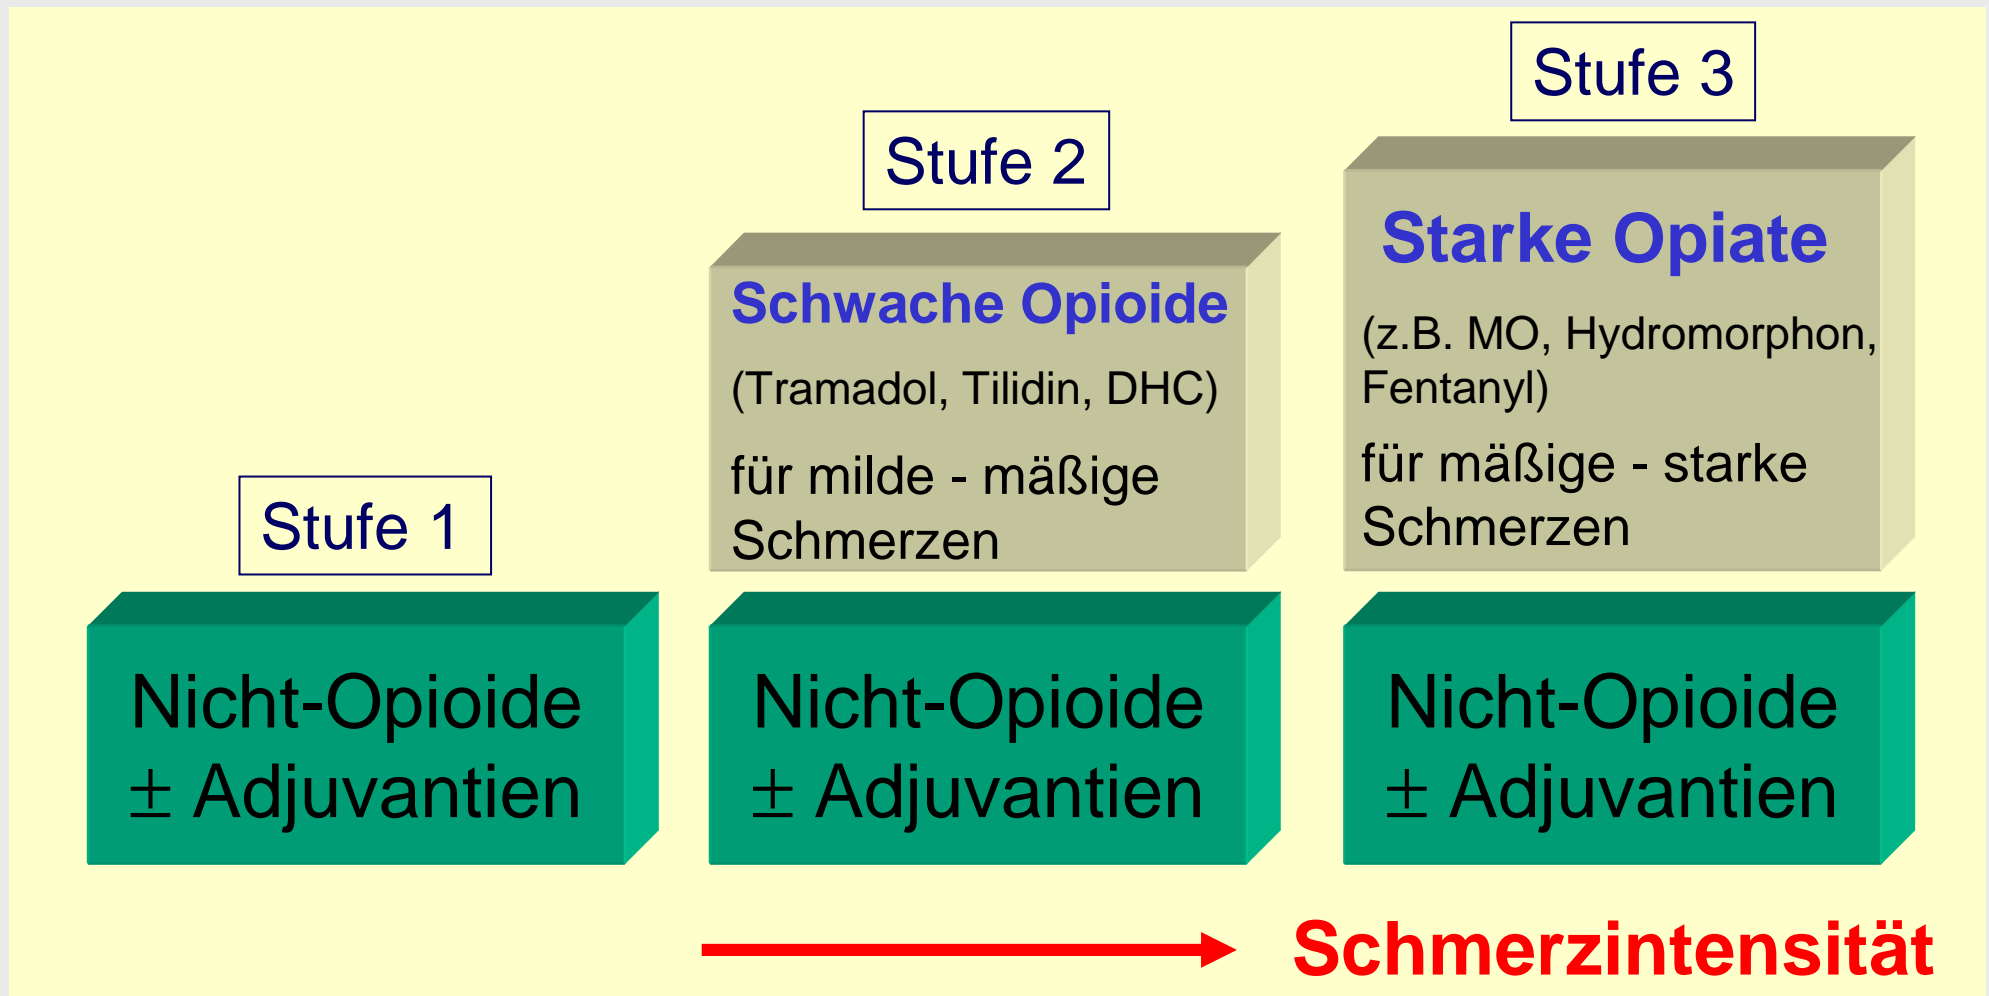 Stufe 1
Nicht-Opioide
± Adjuvantien
Stufe 2
Schwache Opioide
(Tramadol, Tilidin, DHC)
für milde - mäßige
Schmerzen
Nicht-Opioide
± Adjuvantien
Stufe 3
Starke Opiate
(z.B. MO, Hydromorphon,
Fentanyl)
für mäßige - starke
Schmerzen
Nicht-Opioide
± Adjuvantien
Schmerzintensität